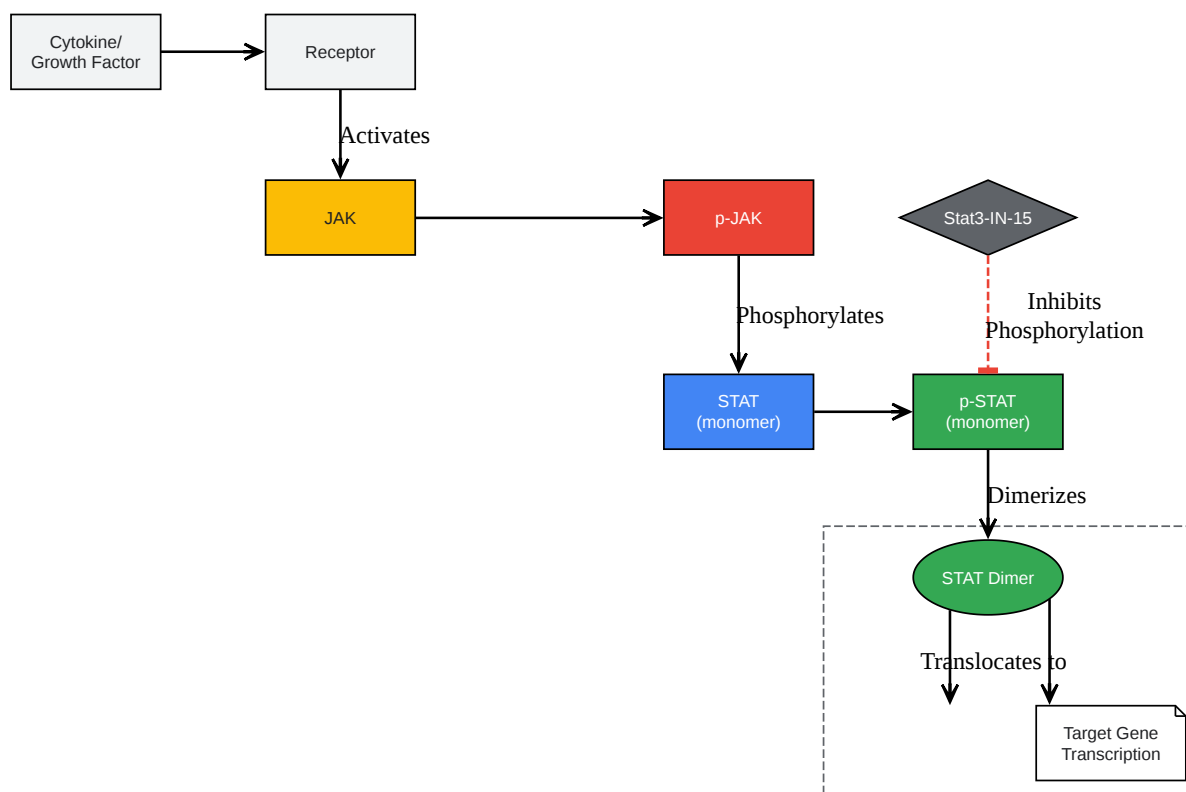 Cytokine/
Growth Factor
Receptor
Activates
JAK
p-JAK
Stat3-IN-15
Phosphorylates
Inhibits
Phosphorylation
STAT
(monomer)
p-STAT
(monomer)
Dimerizes
STAT Dimer
Translocates to
Target Gene
Transcription